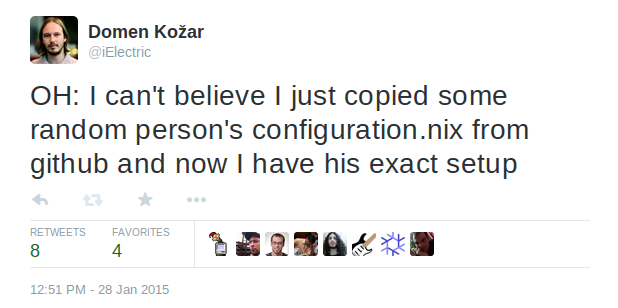 Domen Kožar
@iElectric
OH: I can't believe I just copied some
random person's configuration.nix from
github and now I have his exact setup
RETWEETS FAVORITES
8 4
12:51 PM - 28 Jan 2015